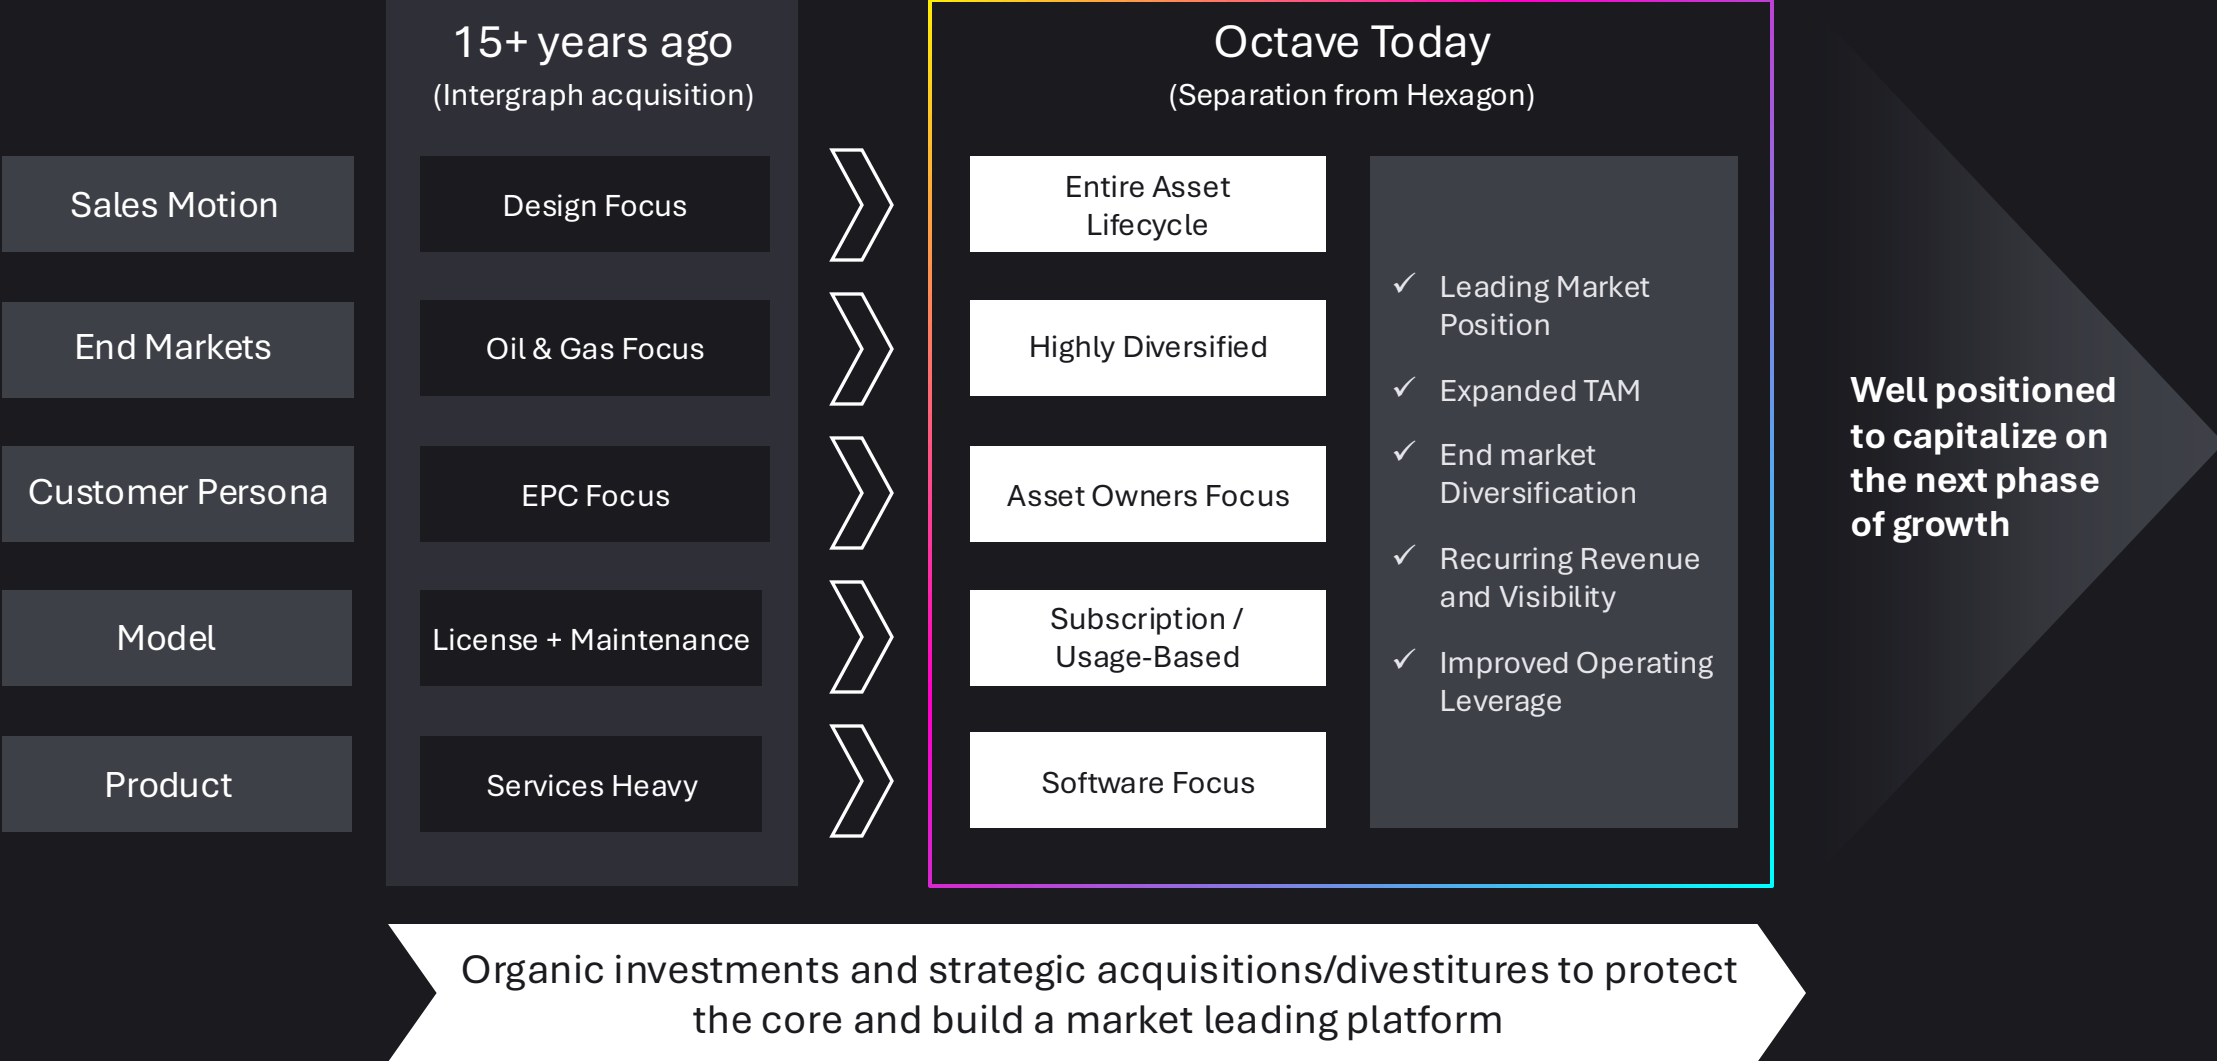 15+ years ago
(Intergraph acquisition)
Octave Today
(Separation from Hexagon)
Sales Motion
Design Focus
Entire Asset
Lifecycle
End Markets
Oil & Gas Focus
Highly Diversified
Customer Persona
EPC Focus
Asset Owners Focus
Model
License + Maintenance
Subscription /
Usage-Based
Product
Services Heavy
Software Focus
✓ Leading Market
Position
✓ Expanded TAM
✓ End market
Diversification
✓ Recurring Revenue
and Visibility
✓ Improved Operating
Leverage
Well positioned
to capitalize on
the next phase
of growth
Organic investments and strategic acquisitions/divestitures to protect
the core and build a market leading platform